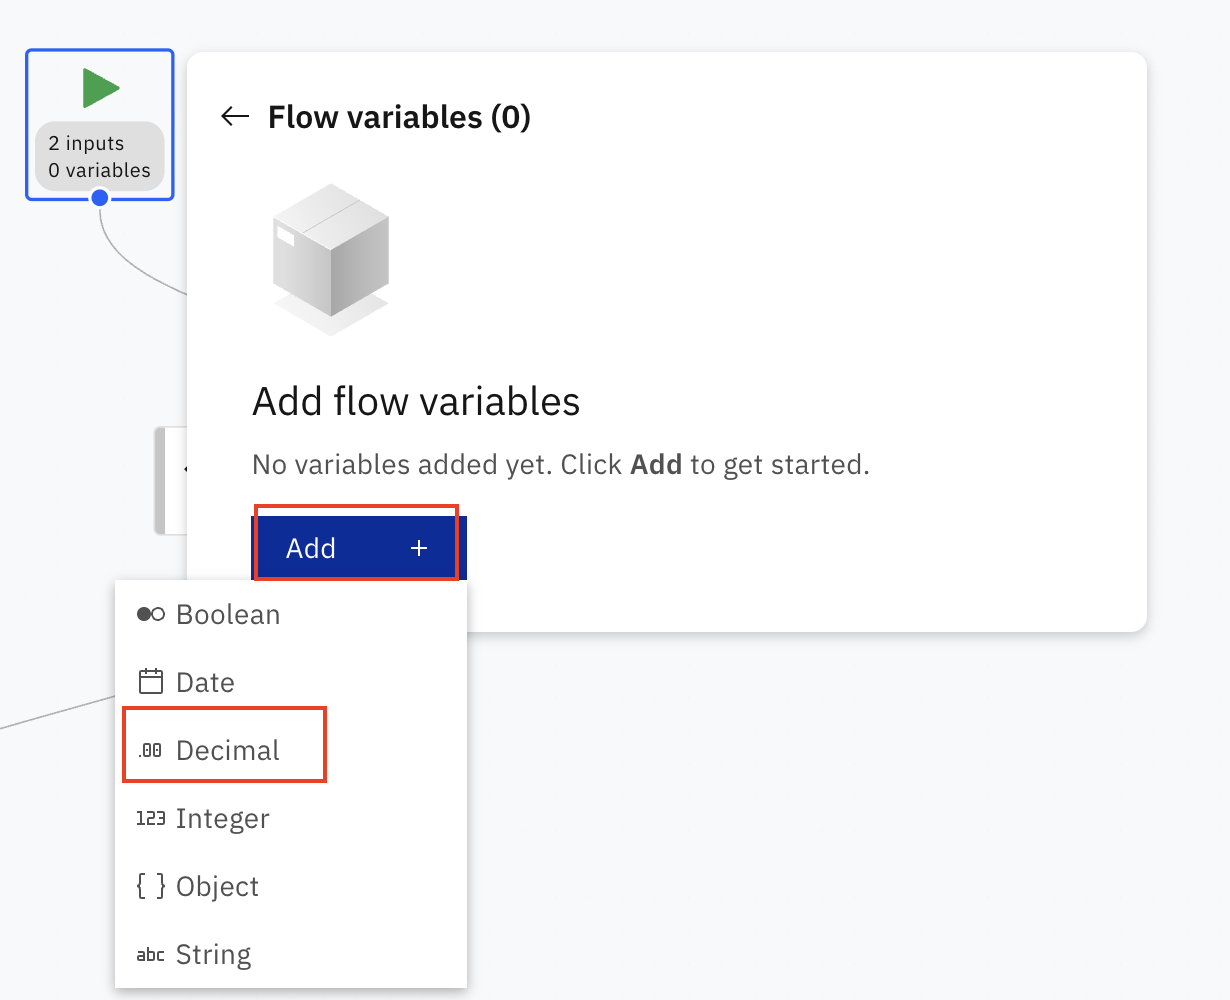 2 inputs
0 variables
Flow variables (0)
Add flow variables
No variables added yet. Click Add to get started.
Add +
Boolean
Date
.00 Decimal
123 Integer
{ } Object
abc String